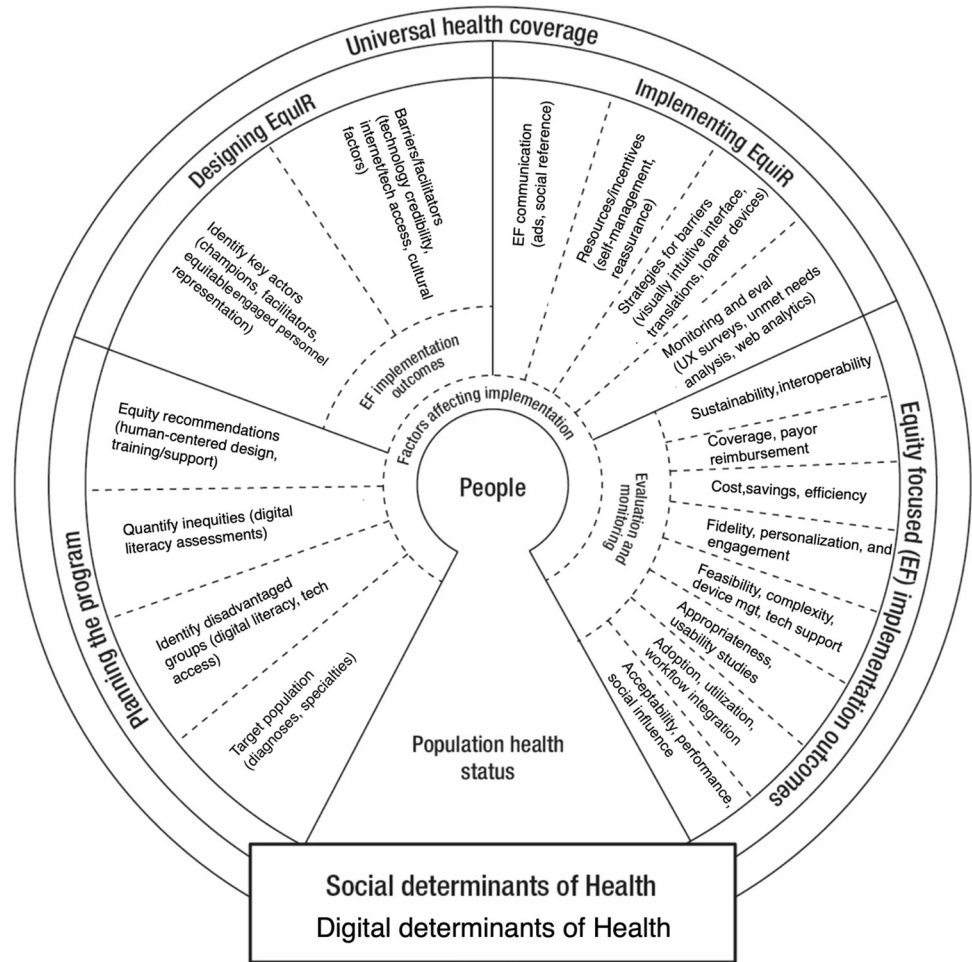 Universal health coverage
Designing EquIR
Implementing EquiR
Barriers/facilitators
(technology credibility,
internet/tech access, cultural
factors)
Identify key actors
(champions, facilitators,
equitableengaged personnel
representation)
EF implementation
outcomes
EF communication
(ads, social reference)
Resources/incentives
(self-management,
reassurance)
Strategies for barriers
(visually intuitive interface,
translations, loaner devices)
Monitoring and eval
(UX surveys, unmet needs
analysis, web analytics)
Factors affecting implementation
People
Planning the program
Equity recommendations
(human-centered design,
training/support)
Quantify inequities (digital
literacy assessments)
Identify disadvantaged
groups (digital literacy, tech
access)
Target population
(diagnoses, specialties)
Equity focused (EF) implementation outcomes
Evaluation and
monitoring
Sustainability,interoperability
Coverage, payor
reimbursement
Cost,savings, efficiency
Fidelity, personalization, and
engagement
Feasibility, complexity,
device mgt, tech support
Appropriateness,
usability studies
Adoption, utilization,
workflow integration
Acceptability, performance,
social influence
Population health
status
Social determinants of Health
Digital determinants of Health